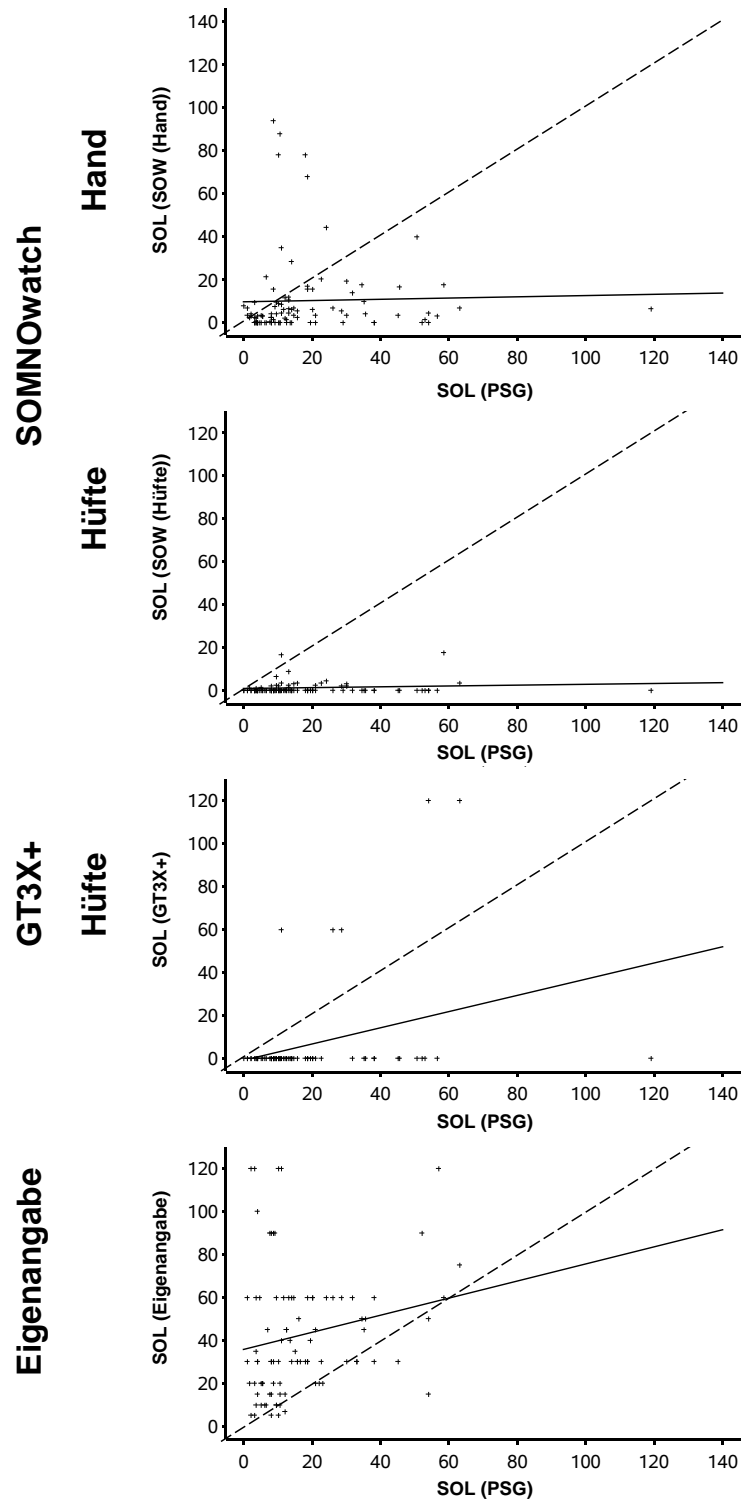 SOMNOwatch
Hand
SOL (SOW (Hand))
140
120
100
80
60
40
20
0
0 20 40 60 80 100 120 140
SOL (PSG)
Hüfte
SOL (SOW (Hüfte))
120
100
80
60
40
20
0
0 20 40 60 80 100 120 140
SOL (PSG)
GT3X+
Hüfte
SOL (GT3X+)
120
100
80
60
40
20
0
0 20 40 60 80 100 120 140
SOL (PSG)
Eigenangabe
SOL (Eigenangabe)
120
100
80
60
40
20
0
0 20 40 60 80 100 120 140
SOL (PSG)